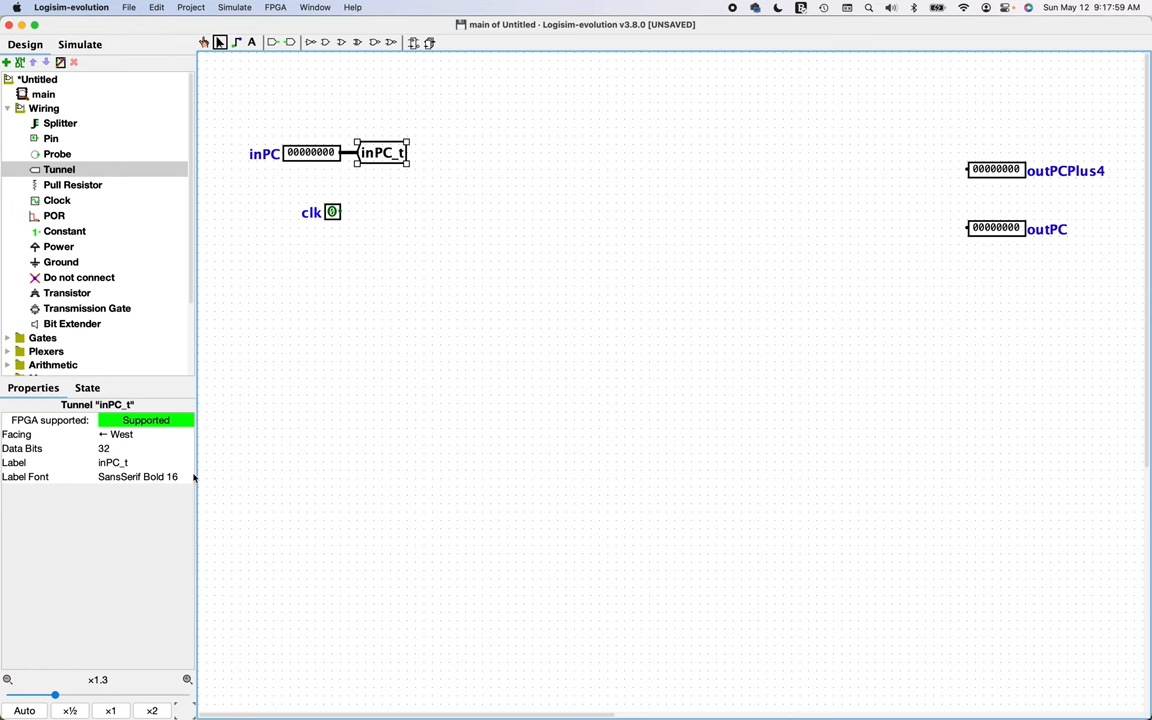 Logisim-evolution File Edit Project Simulate FPGA Window Help Sun May 12 9:17:59 AM
main of Untitled · Logisim-evolution v3.8.0 [UNSAVED]
Design Simulate
A
*Untitled
main
Wiring
Splitter
Pin
Probe
Tunnel
Pull Resistor
Clock
POR
Constant
Power
Ground
Do not connect
Transistor
Transmission Gate
Bit Extender
Gates
Plexers
Arithmetic
Properties State
Tunnel "inPC_t"
FPGA supported: Supported
Facing ← West
Data Bits 32
Label inPC_t
Label Font SansSerif Bold 16
x1.3
Auto x½ x1 x2
inPC 00000000 inPC_t
00000000 outPCPlus4
clk 0
00000000 outPC